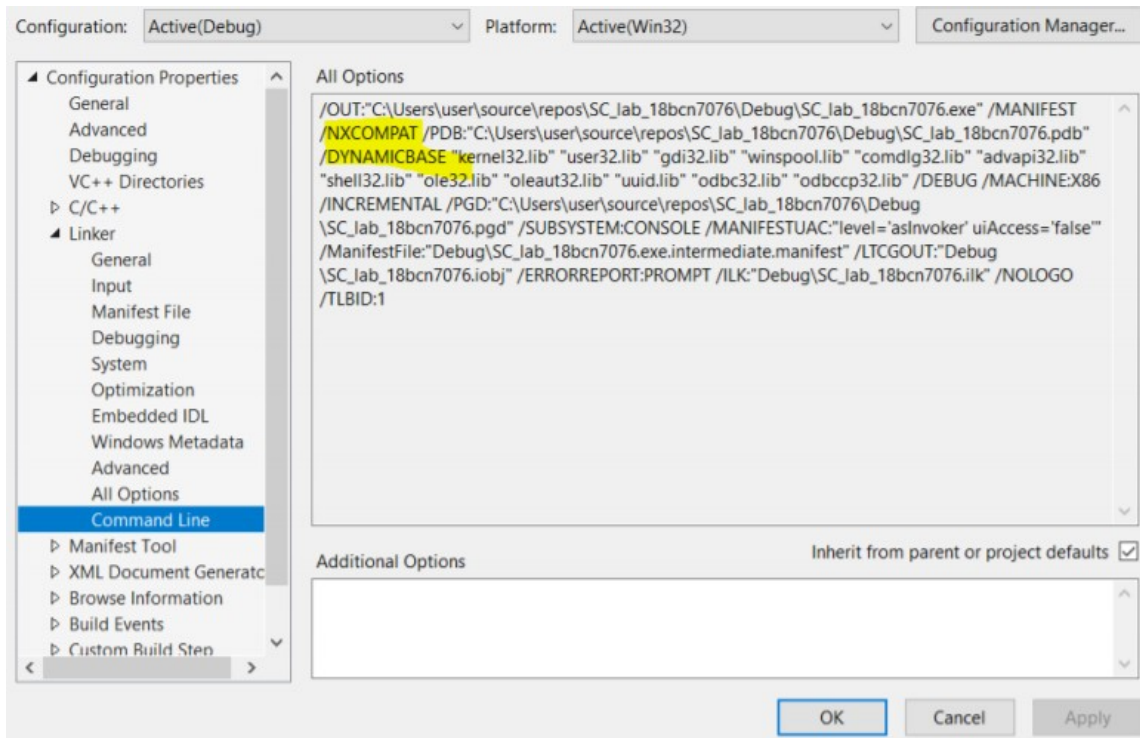 Configuration: Active(Debug) Platform: Active(Win32) Configuration Manager...
Configuration Properties
General
Advanced
Debugging
VC++ Directories
C/C++
Linker
General
Input
Manifest File
Debugging
System
Optimization
Embedded IDL
Windows Metadata
Advanced
All Options
Command Line
Manifest Tool
XML Document Generatc
Browse Information
Build Events
Custom Build Step
All Options
/OUT:"C:\Users\user\source\repos\SC_lab_18bcn7076\Debug\SC_lab_18bcn7076.exe" /MANIFEST
/NXCOMPAT /PDB:"C:\Users\user\source\repos\SC_lab_18bcn7076\Debug\SC_lab_18bcn7076.pdb"
/DYNAMICBASE "kernel32.lib" "user32.lib" "gdi32.lib" "winspool.lib" "comdlg32.lib" "advapi32.lib"
"shell32.lib" "ole32.lib" "oleaut32.lib" "uuid.lib" "odbc32.lib" "odbccp32.lib" /DEBUG /MACHINE:X86
/INCREMENTAL /PGD:"C:\Users\user\source\repos\SC_lab_18bcn7076\Debug
\SC_lab_18bcn7076.pgd" /SUBSYSTEM:CONSOLE /MANIFESTUAC:"level='asInvoker' uiAccess='false'"
/ManifestFile:"Debug\SC_lab_18bcn7076.exe.intermediate.manifest" /LTCGOUT:"Debug
\SC_lab_18bcn7076.iobj" /ERRORREPORT:PROMPT /ILK:"Debug\SC_lab_18bcn7076.ilk" /NOLOGO
/TLBID:1
Additional Options Inherit from parent or project defaults
OK Cancel Apply